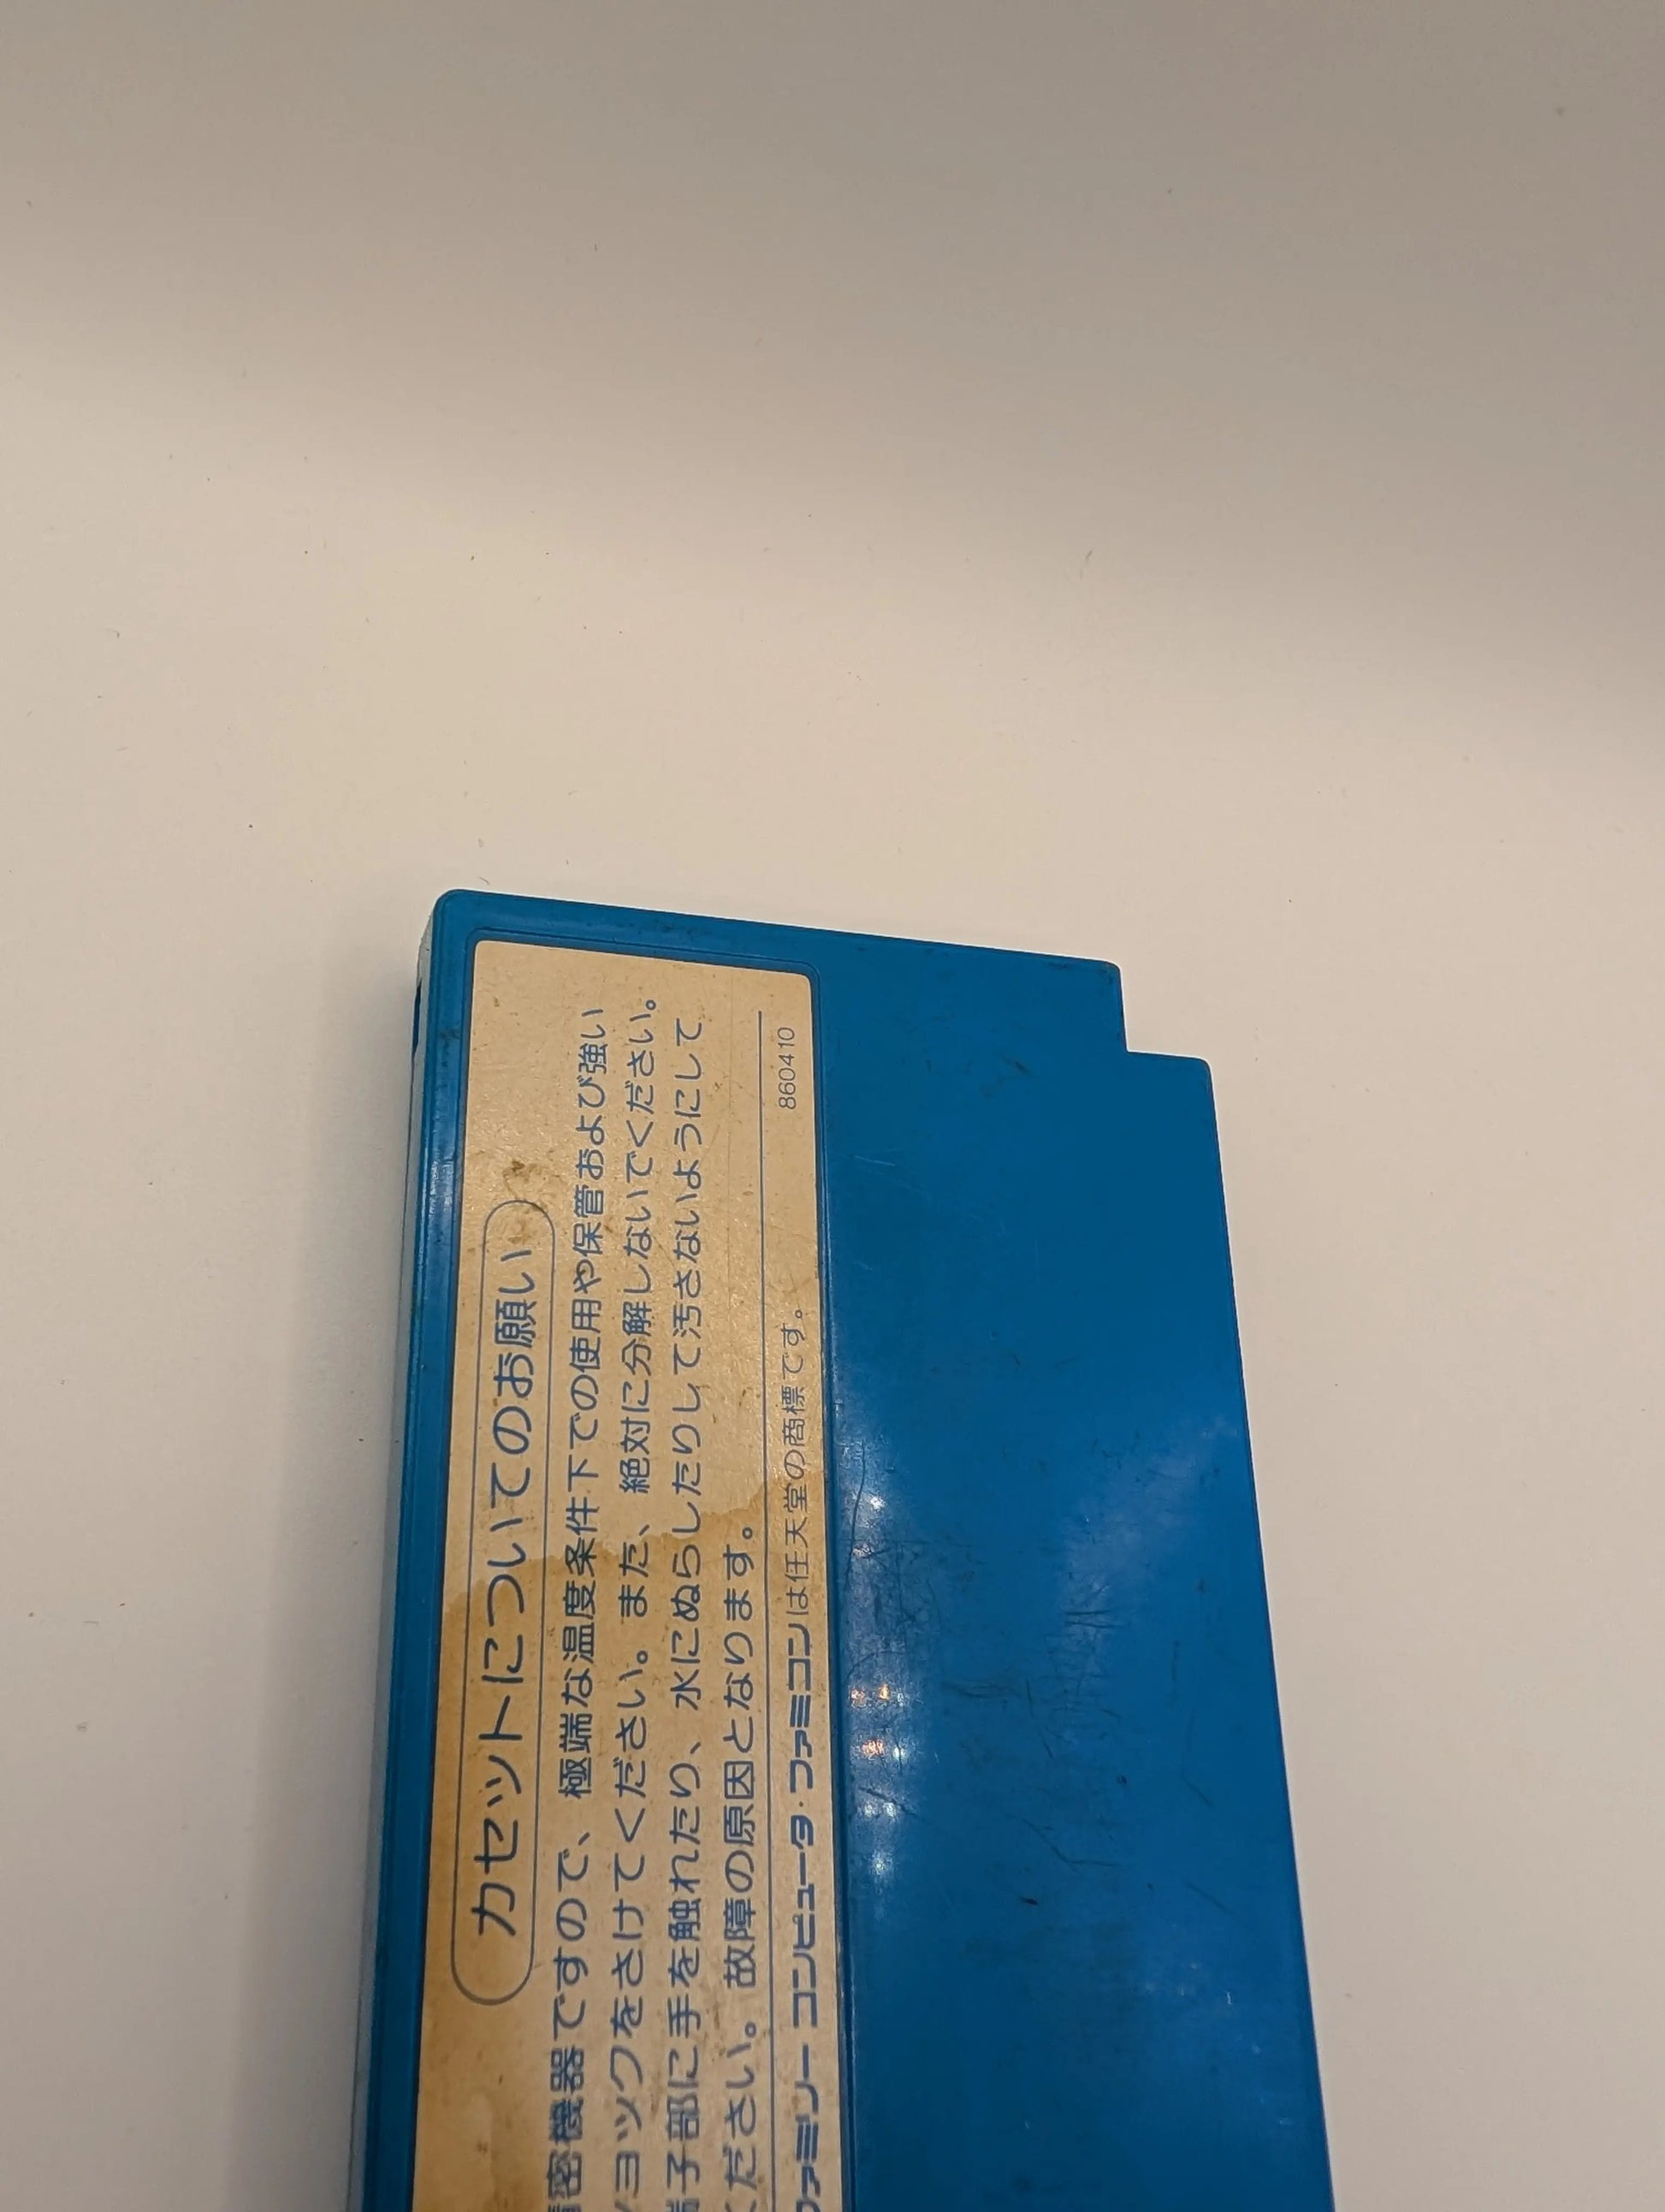 カセットについてのお願い
密機器ですので、極端な温度条件下での使用や保管および強い
ョックをさけてください。また、絶対に分解しないでください。
子部に手を触れたり、水にぬらしたりして汚さないようにして
ださい。故障の原因となります。
ファミリー コンピュータ・ファミコンは任天堂の商標です。
860410